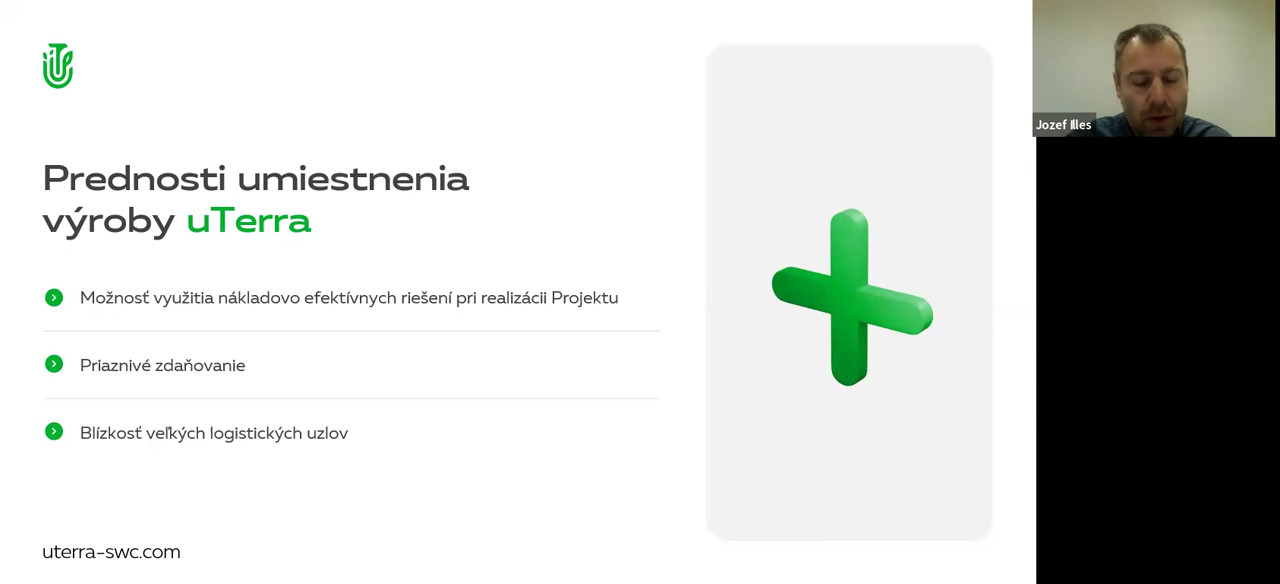 Prednosti umiestnenia
výroby uTerra
Možnosť využitia nákladovo efektívnych riešení pri realizácii Projektu
Priaznivé zdaňovanie
Blízkosť veľkých logistických uzlov
uterra-swc.com
Jozef Illes